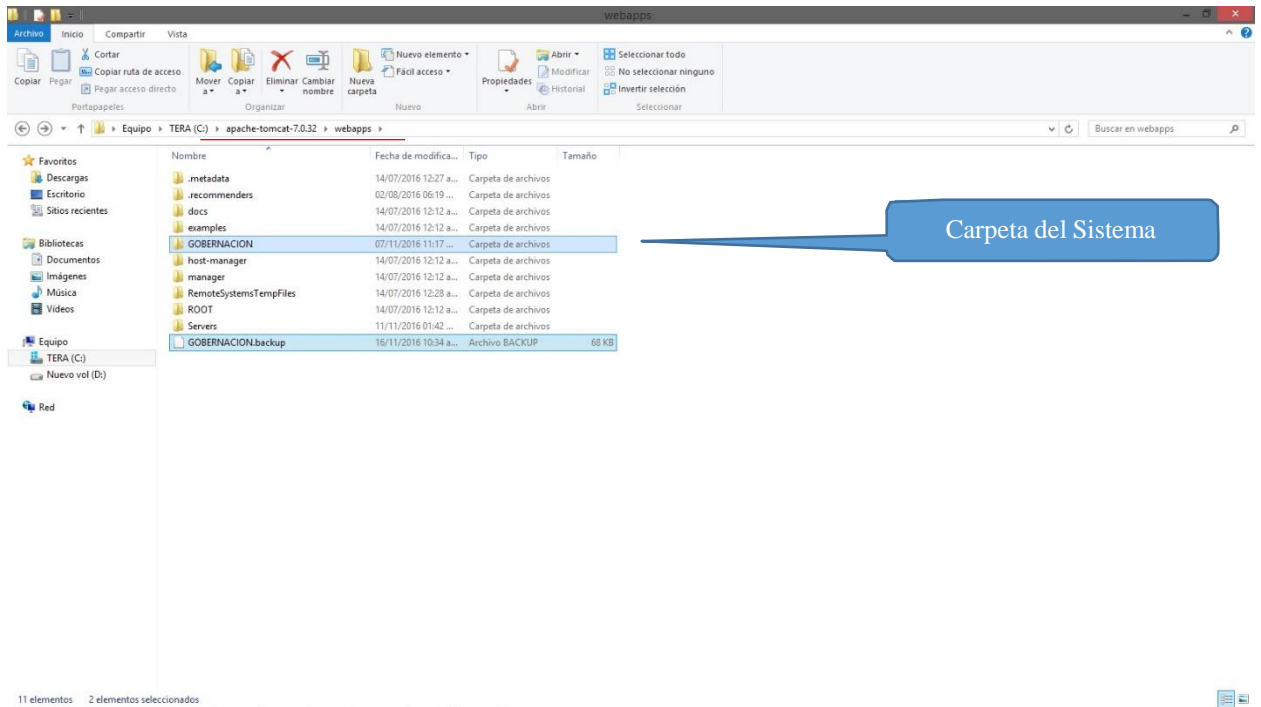 webapps
Archivo Inicio Compartir Vista
Copiar
Pegar
Cortar
Copiar ruta de acceso
Pegar acceso directo
Portapapeles
Mover a
Copiar a
Eliminar
Cambiar nombre
Organizar
Nueva carpeta
Nuevo elemento
Fácil acceso
Nuevo
Propiedades
Abrir
Modificar
Historial
Abrir
Seleccionar todo
No seleccionar ninguno
Invertir selección
Seleccionar
Equipo TERA (C:) apache-tomcat-7.0.32 webapps
Buscar en webapps
Favoritos
Descargas
Escritorio
Sitios recientes
Bibliotecas
Documentos
Imágenes
Música
Vídeos
Equipo
TERA (C:)
Nuevo vol (D:)
Red
Nombre Fecha de modifica... Tipo Tamaño
.metadata 14/07/2016 12:27 a... Carpeta de archivos
.recommenders 02/08/2016 06:19 ... Carpeta de archivos
docs 14/07/2016 12:12 a... Carpeta de archivos
examples 14/07/2016 12:12 a... Carpeta de archivos
GOBERNACION 07/11/2016 11:17 ... Carpeta de archivos
host-manager 14/07/2016 12:12 a... Carpeta de archivos
manager 14/07/2016 12:12 a... Carpeta de archivos
RemoteSystemsTempFiles 14/07/2016 12:28 a... Carpeta de archivos
ROOT 14/07/2016 12:12 a... Carpeta de archivos
Servers 11/11/2016 01:42 ... Carpeta de archivos
GOBERNACION.backup 16/11/2016 10:34 a... Archivo BACKUP 68 KB
Carpeta del Sistema
11 elementos 2 elementos seleccionados